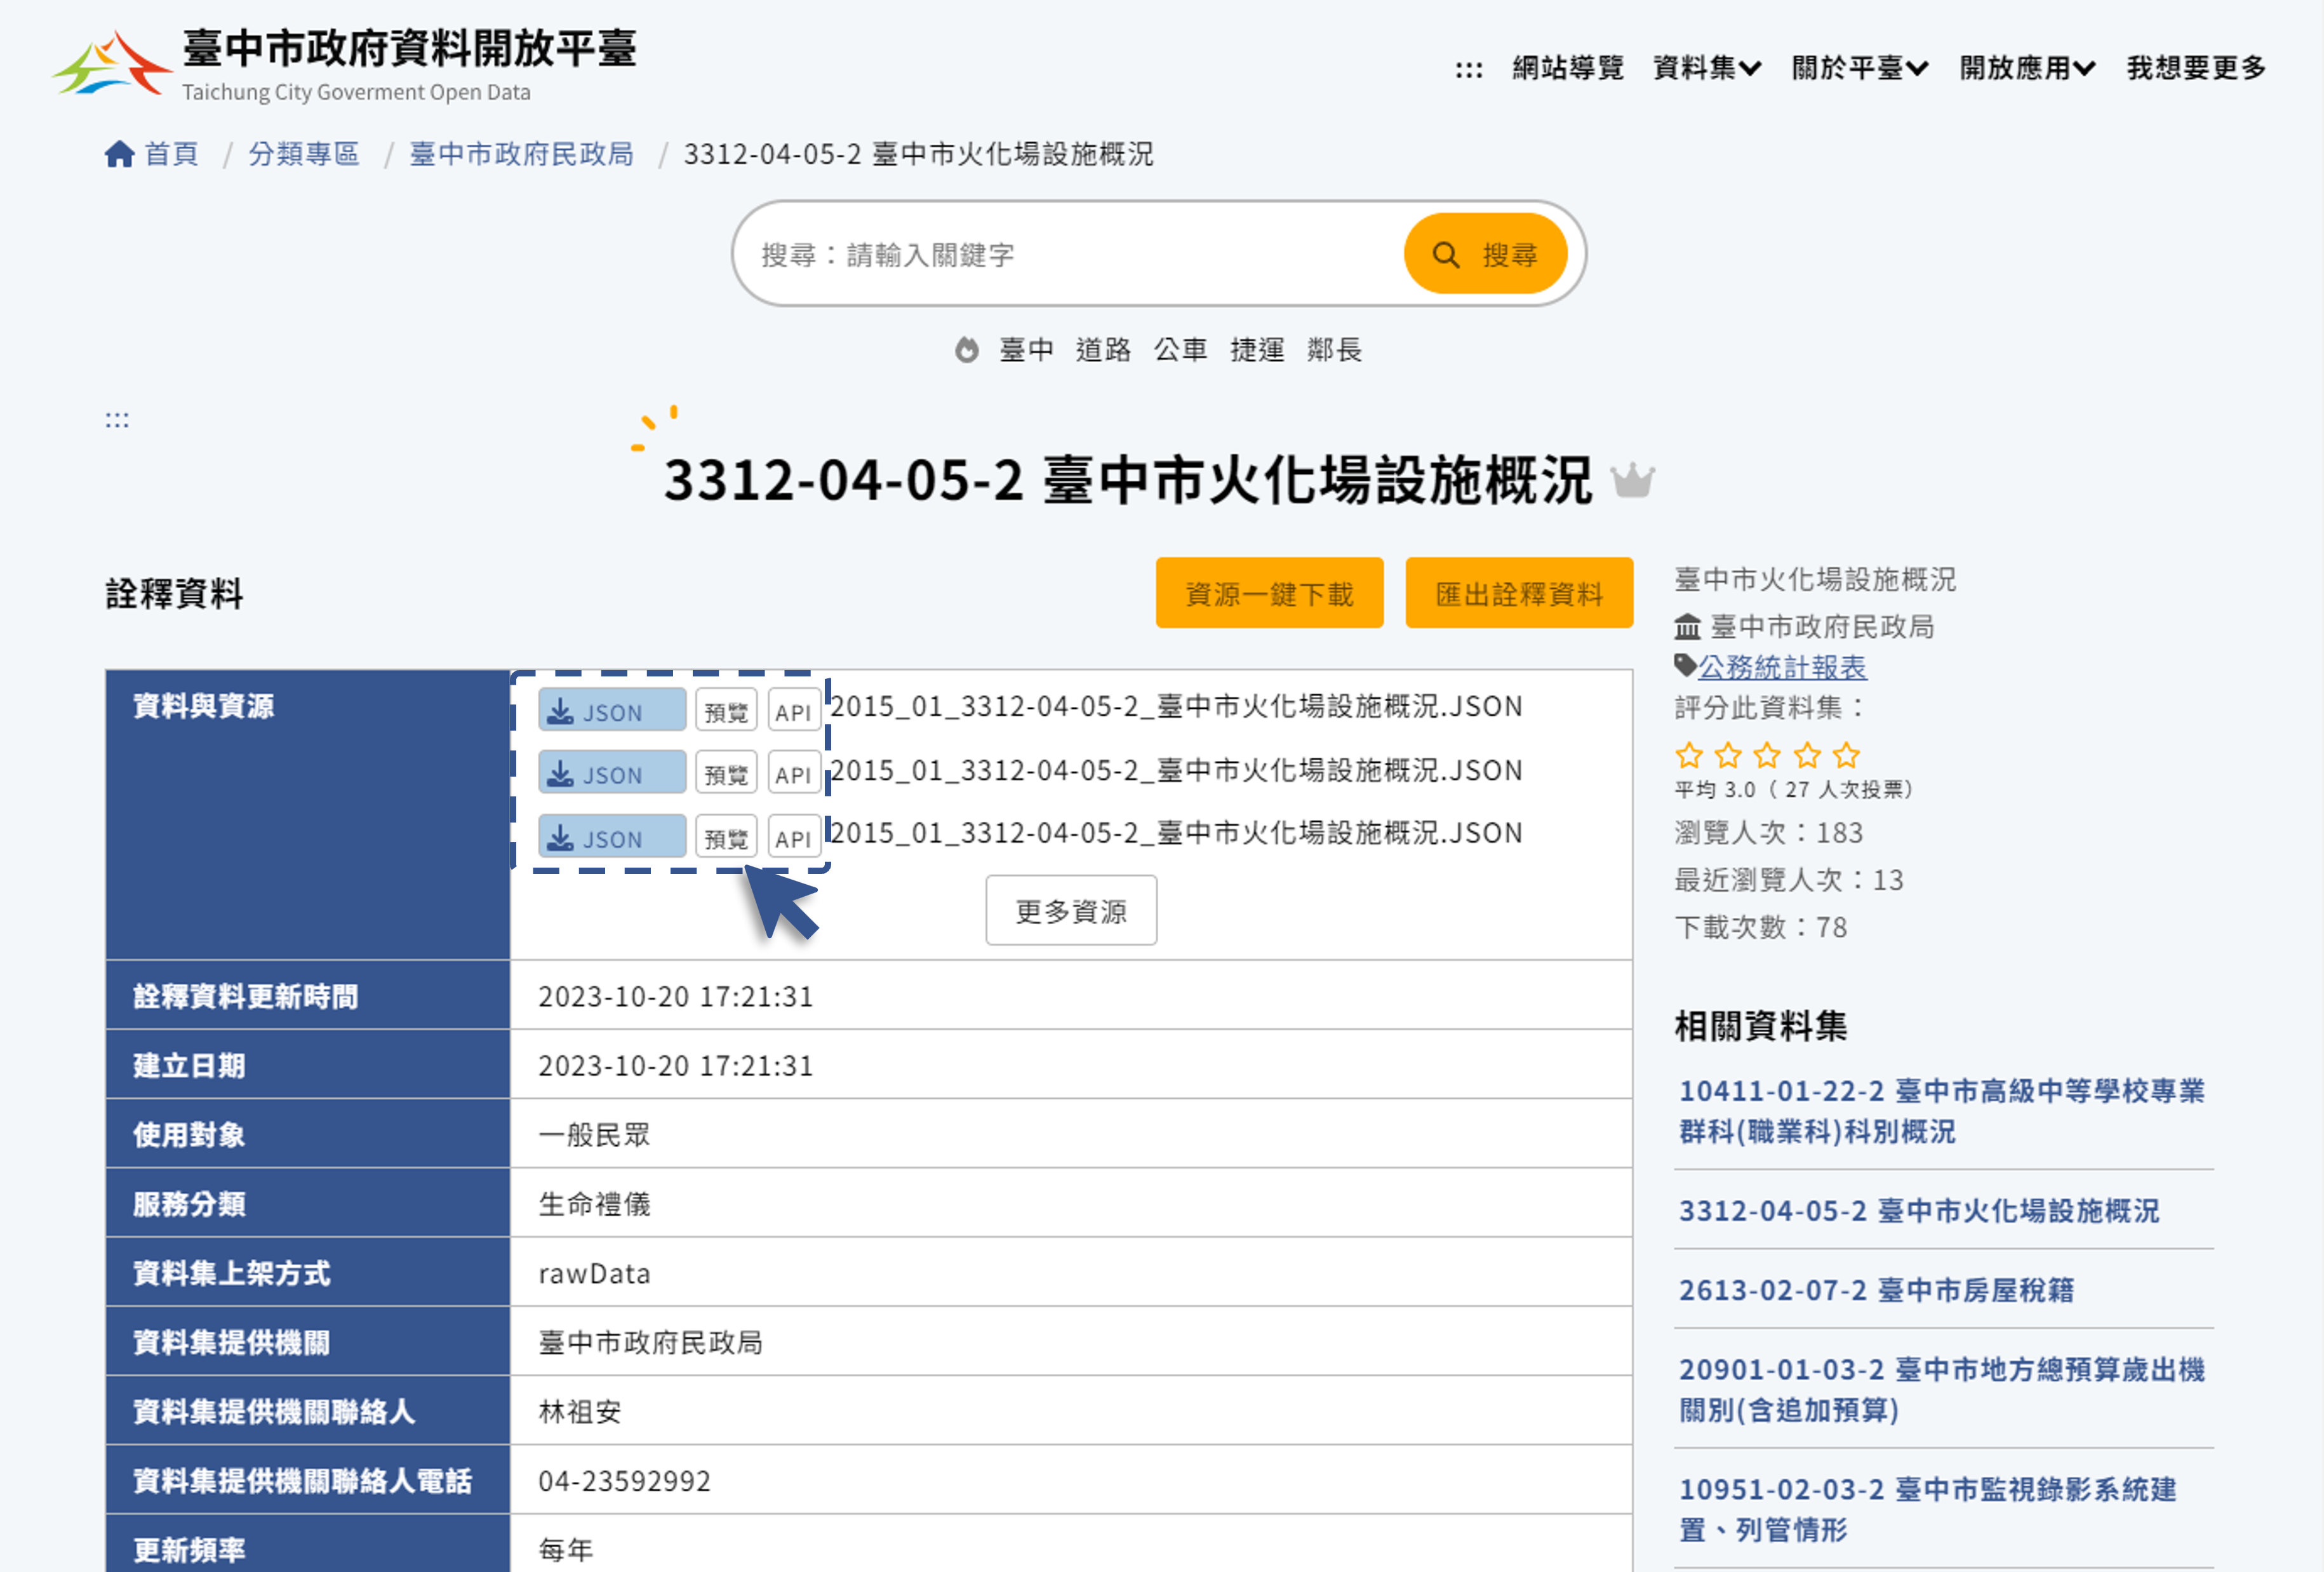 臺中市政府資料開放平臺
Taichung City Goverment Open Data
::: 網站導覽 資料集 關於平臺 開放應用 我想要更多
首頁 / 分類專區 / 臺中市政府民政局 / 3312-04-05-2 臺中市火化場設施概況
搜尋：請輸入關鍵字 搜尋
臺中 道路 公車 捷運 鄰長
:::
3312-04-05-2 臺中市火化場設施概況
詮釋資料
資源一鍵下載 匯出詮釋資料
資料與資源
JSON 預覽 API 2015_01_3312-04-05-2_臺中市火化場設施概況.JSON
JSON 預覽 API 2015_01_3312-04-05-2_臺中市火化場設施概況.JSON
JSON 預覽 API 2015_01_3312-04-05-2_臺中市火化場設施概況.JSON
更多資源
詮釋資料更新時間 2023-10-20 17:21:31
建立日期 2023-10-20 17:21:31
使用對象 一般民眾
服務分類 生命禮儀
資料集上架方式 rawData
資料集提供機關 臺中市政府民政局
資料集提供機關聯絡人 林祖安
資料集提供機關聯絡人電話 04-23592992
更新頻率 每年
臺中市火化場設施概況
臺中市政府民政局
公務統計報表
評分此資料集：
平均 3.0（ 27 人次投票）
瀏覽人次：183
最近瀏覽人次：13
下載次數：78
相關資料集
10411-01-22-2 臺中市高級中等學校專業
群科(職業科)科別概況
3312-04-05-2 臺中市火化場設施概況
2613-02-07-2 臺中市房屋稅籍
20901-01-03-2 臺中市地方總預算歲出機
關別(含追加預算)
10951-02-03-2 臺中市監視錄影系統建
置、列管情形